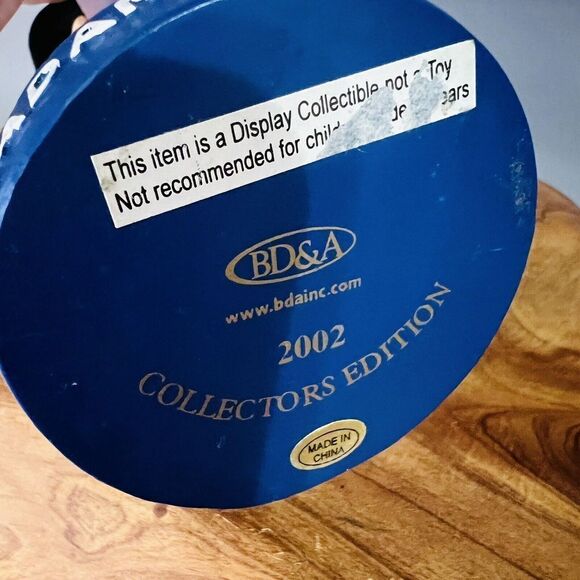 ADAM
This item is a Display Collectible not a Toy
Not recommended for
BD&A
www.bdainc.com
2002
COLLECTORS EDITION
MADE IN
CHINA